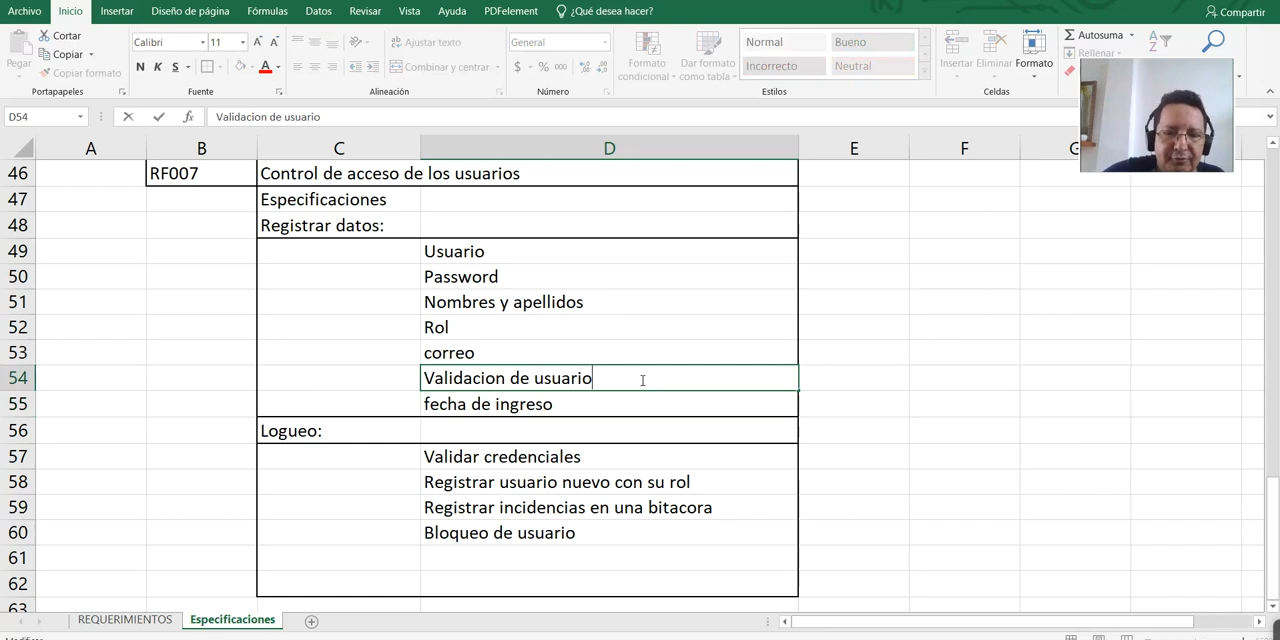 Archivo Inicio Insertar Diseño de página Fórmulas Datos Revisar Vista Ayuda PDFelement ¿Qué desea hacer? Compartir
Pegar
Cortar
Copiar
Copiar formato
Portapapeles
Calibri 11
N K S
Fuente
Ajustar texto
Combinar y centrar
Alineación
General
$ % 000
Número
Formato condicional
Dar formato como tabla
Normal Bueno
Incorrecto Neutral
Estilos
Insertar Eliminar Formato
Celdas
Autosuma
Rellenar
D54 Validacion de usuario
A B C D E F G
46 RF007 Control de acceso de los usuarios
47 Especificaciones
48 Registrar datos:
49 Usuario
50 Password
51 Nombres y apellidos
52 Rol
53 correo
54 Validacion de usuario
55 fecha de ingreso
56 Logueo:
57 Validar credenciales
58 Registrar usuario nuevo con su rol
59 Registrar incidencias en una bitacora
60 Bloqueo de usuario
61
62
63
REQUERIMIENTOS Especificaciones